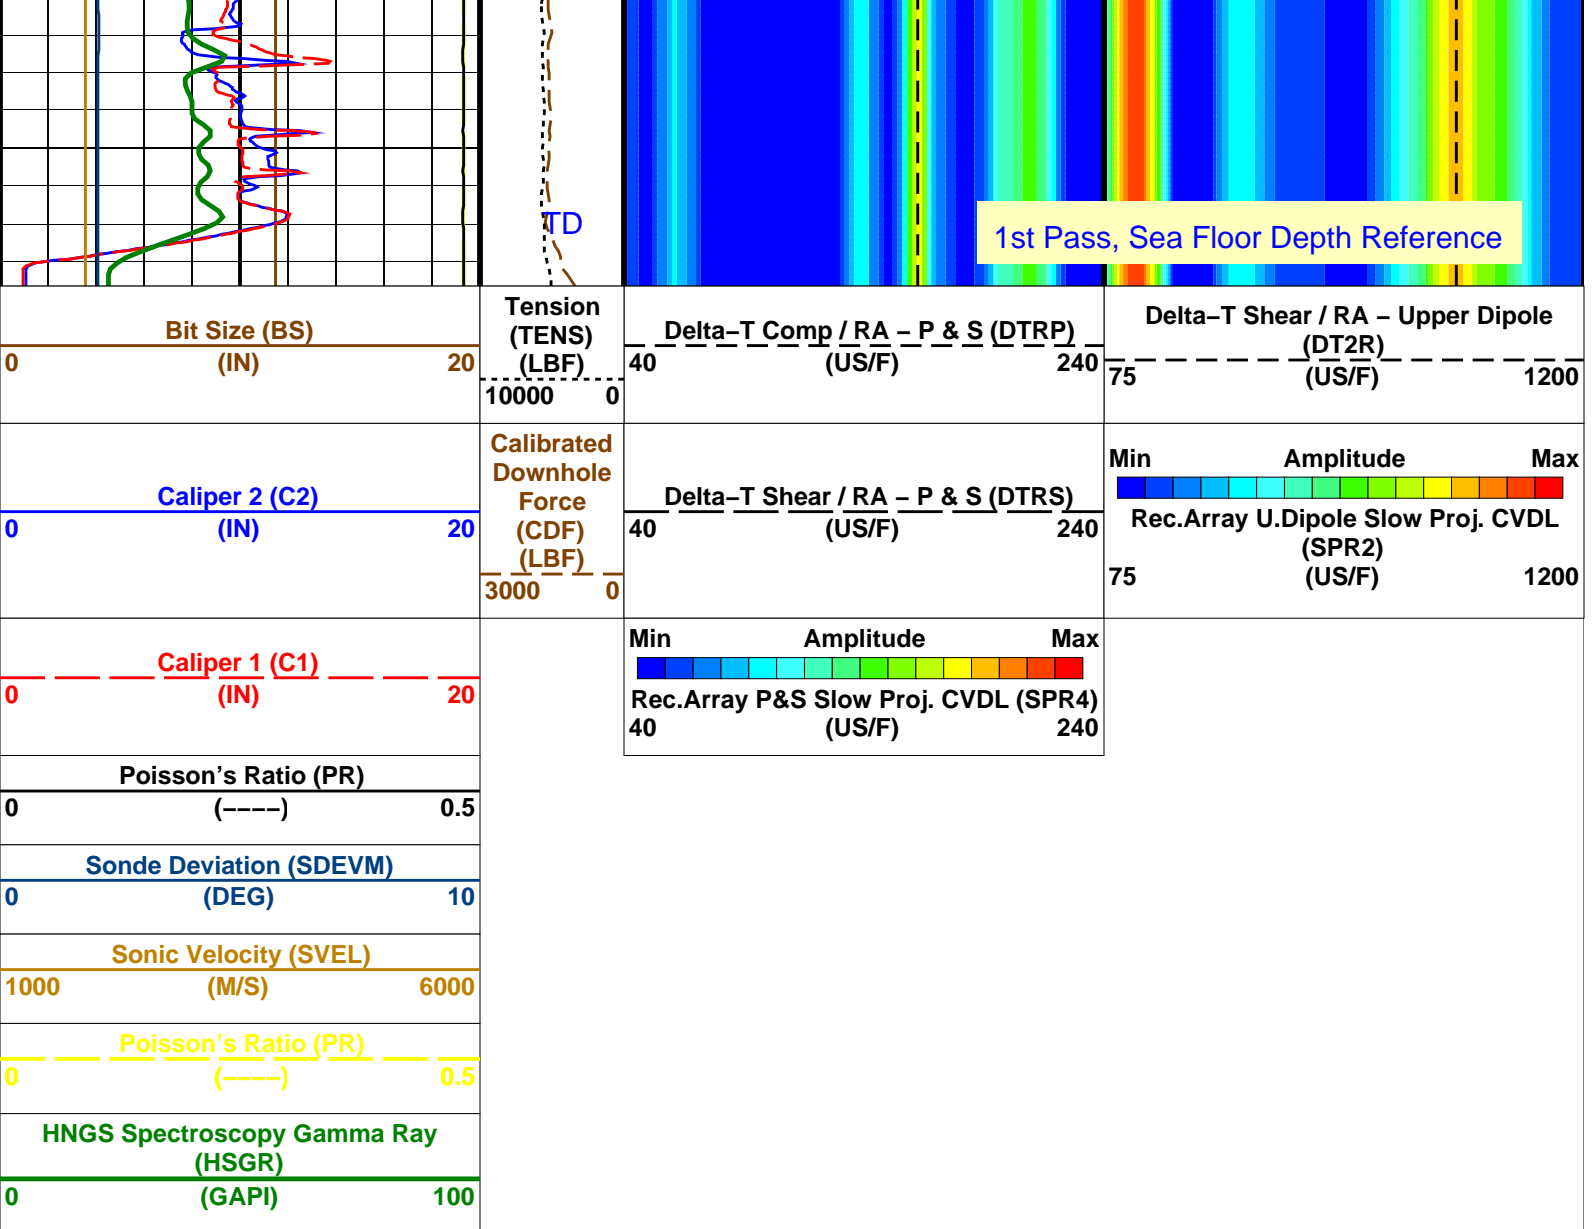 TD
1st Pass, Sea Floor Depth Reference
Bit Size (BS)
0 (IN) 20
Tension
(TENS)
(LBF)
10000 0
Delta–T Comp / RA – P & S (DTRP)
40 (US/F) 240
Delta–T Shear / RA – Upper Dipole
(DT2R)
75 (US/F) 1200
Caliper 2 (C2)
0 (IN) 20
Calibrated
Downhole
Force
(CDF)
(LBF)
3000 0
Delta–T Shear / RA – P & S (DTRS)
40 (US/F) 240
Min Amplitude Max
Rec.Array U.Dipole Slow Proj. CVDL
(SPR2)
75 (US/F) 1200
Caliper 1 (C1)
0 (IN) 20
Min Amplitude Max
Rec.Array P&S Slow Proj. CVDL (SPR4)
40 (US/F) 240
Poisson's Ratio (PR)
0 (––––) 0.5
Sonde Deviation (SDEVM)
0 (DEG) 10
Sonic Velocity (SVEL)
1000 (M/S) 6000
Poisson's Ratio (PR)
0 (––––) 0.5
HNGS Spectroscopy Gamma Ray
(HSGR)
0 (GAPI) 100